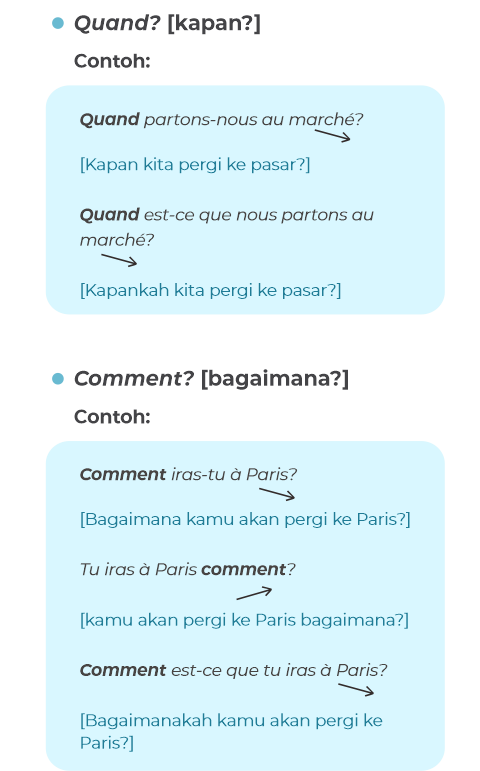 Quand? [kapan?]
Contoh:
Quand partons-nous au marché?
[Kapan kita pergi ke pasar?]
Quand est-ce que nous partons au
marché?
[Kapankah kita pergi ke pasar?]
Comment? [bagaimana?]
Contoh:
Comment iras-tu à Paris?
[Bagaimana kamu akan pergi ke Paris?]
Tu iras à Paris comment?
[kamu akan pergi ke Paris bagaimana?]
Comment est-ce que tu iras à Paris?
[Bagaimanakah kamu akan pergi ke
Paris?]